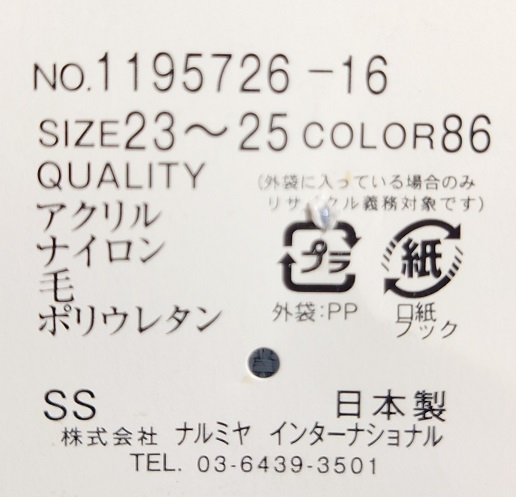 NO.1195726-16
SIZE23〜25 COLOR86
QUALITY
(外袋に入っている場合のみ
リサイクル義務対象です)
アクリル
ナイロン
毛
ポリウレタン
プラ
紙
外袋:PP
口紙
フック
SS
日本製
株式会社 ナルミヤ インターナショナル
TEL. 03-6439-3501